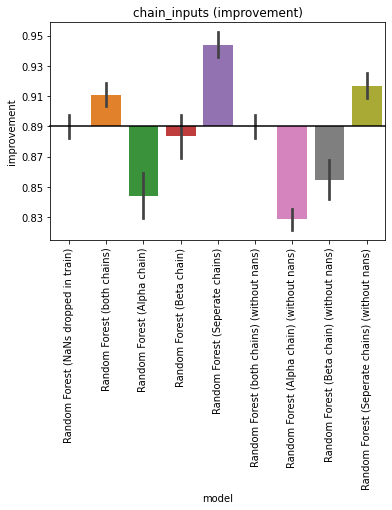 chain_inputs (improvement)
0.95
0.93
0.91
0.89
0.87
0.85
0.83
improvement
Random Forest (NaNs dropped in train)
Random Forest (both chains)
Random Forest (Alpha chain)
Random Forest (Beta chain)
Random Forest (Seperate chains)
Random Forest (both chains) (without nans)
Random Forest (Alpha chain) (without nans)
Random Forest (Beta chain) (without nans)
Random Forest (Seperate chains) (without nans)
model